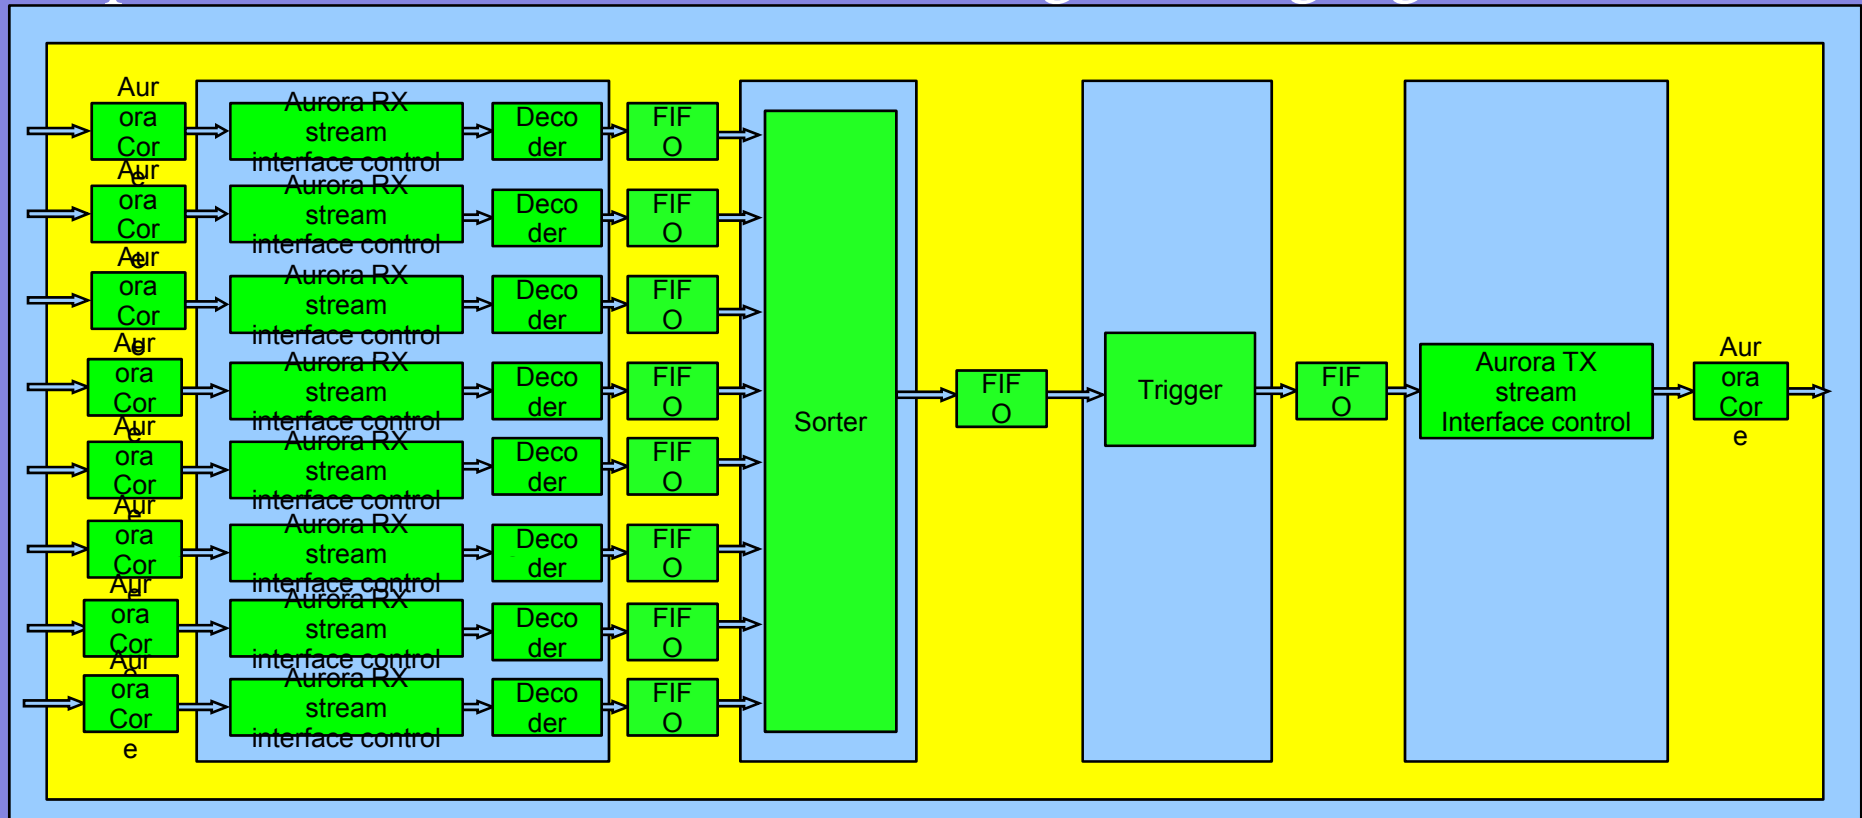 Aur
ora
Cor
e
Aurora RX
stream
interface control
Deco
der
FIF
O
Aur
ora
Cor
e
Aurora RX
stream
interface control
Deco
der
FIF
O
Aur
ora
Cor
e
Aurora RX
stream
interface control
Deco
der
FIF
O
Aur
ora
Cor
e
Aurora RX
stream
interface control
Deco
der
FIF
O
Aur
ora
Cor
e
Aurora RX
stream
interface control
Deco
der
FIF
O
Aur
ora
Cor
e
Aurora RX
stream
interface control
Deco
der
FIF
O
Aur
ora
Cor
e
Aurora RX
stream
interface control
Deco
der
FIF
O
Aur
ora
Cor
e
Aurora RX
stream
interface control
Deco
der
FIF
O
Sorter
FIF
O
Trigger
FIF
O
Aurora TX
stream
Interface control
Aur
ora
Cor
e